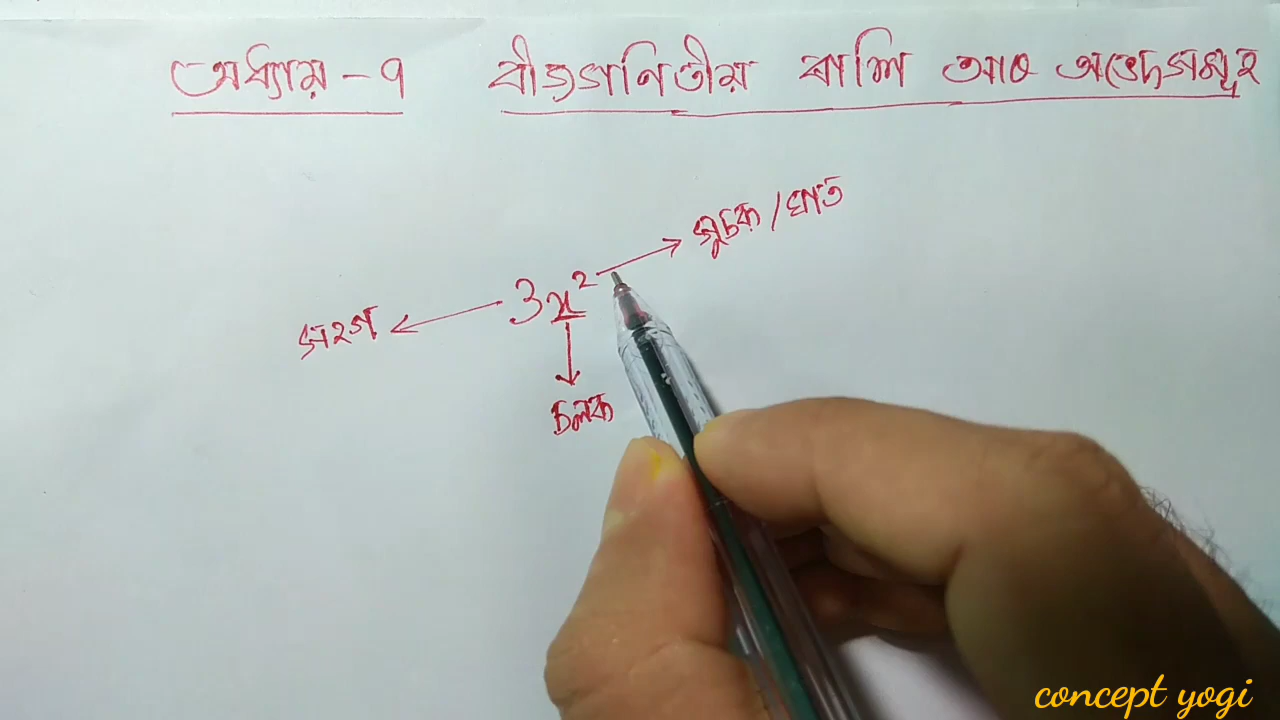 অধ্যায় - ৭ বীজগণিতীয় ৰাশি আৰু অভেদসমূহ
সূচক / ঘাত
3x²
সহগ
চলক
concept yogi